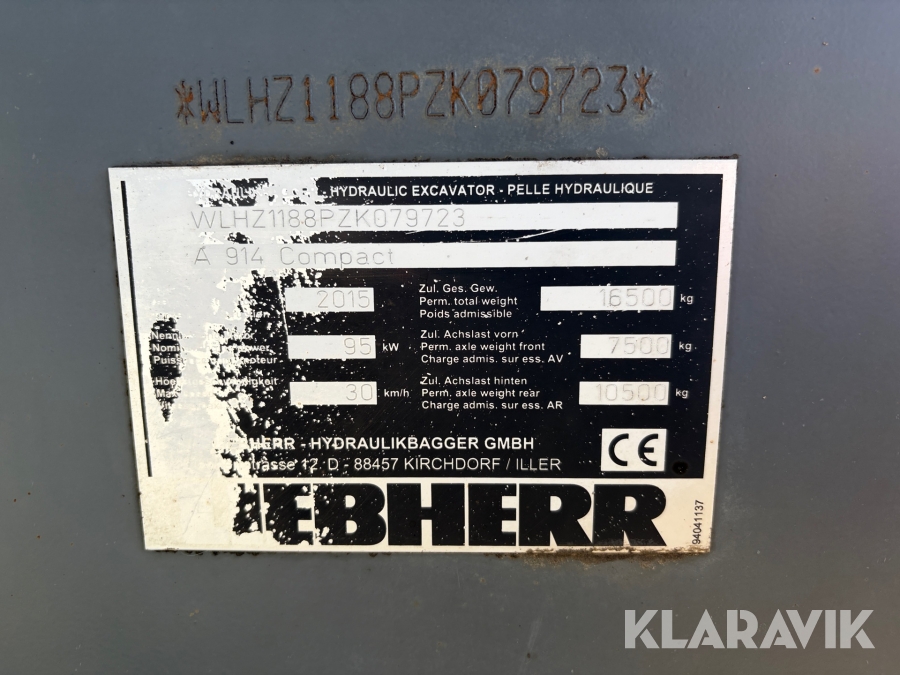 *WLHZ1188PZK079723*
HYDRAULIC EXCAVATOR - PELLE HYDRAULIQUE
WLHZ1188PZK079723
A 914 Compact
2015
Zul. Ges. Gew.
Perm. total weight
Poids admissible
16500 kg
95 kW
Zul. Achslast vorn
Perm. axle weight front
Charge admis. sur ess. AV
7500 kg
30 km/h
Zul. Achslast hinten
Perm. axle weight rear
Charge admis. sur ess. AR
10500 kg
HERR - HYDRAULIKBAGGER GMBH
strasse 12, D - 88457 KIRCHDORF / ILLER
CE
IEBHERR
94041137
KLARAVIK